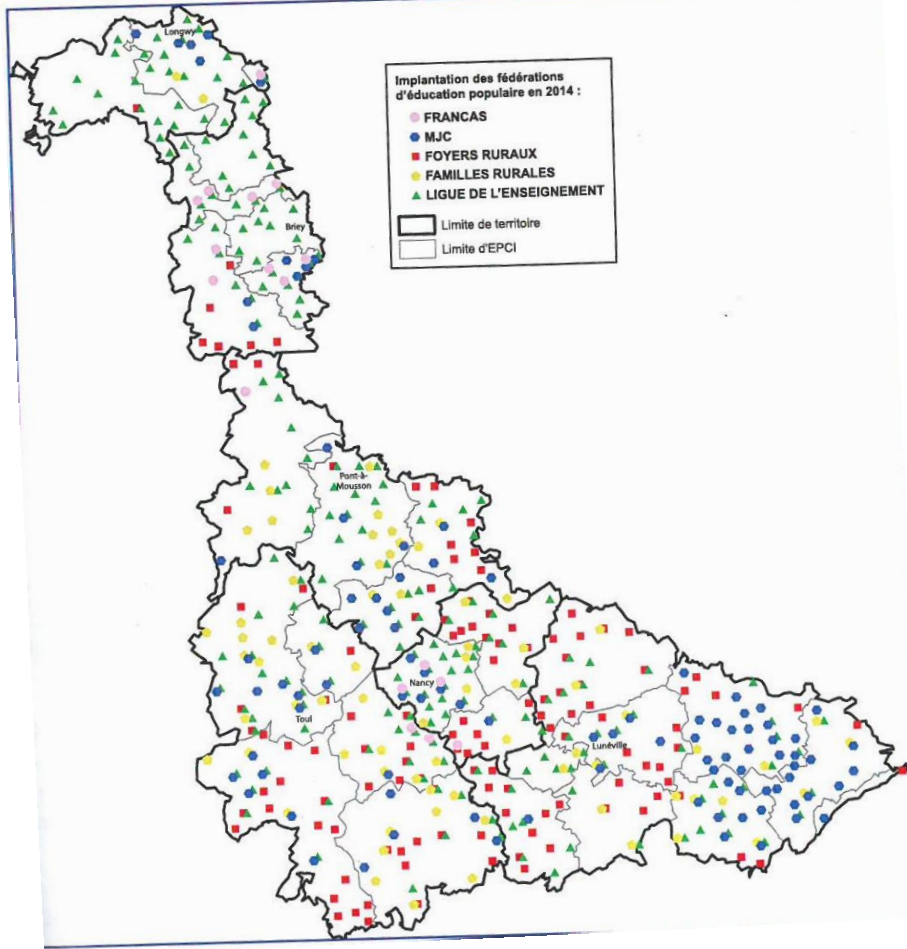 Longwy
Implantation des fédérations
d'éducation populaire en 2014 :
FRANCAS
MJC
FOYERS RURAUX
FAMILLES RURALES
LIGUE DE L'ENSEIGNEMENT
Limite de territoire
Limite d'EPCI
Briey
Pont-à-
Mousson
Nancy
Toul
Lunéville